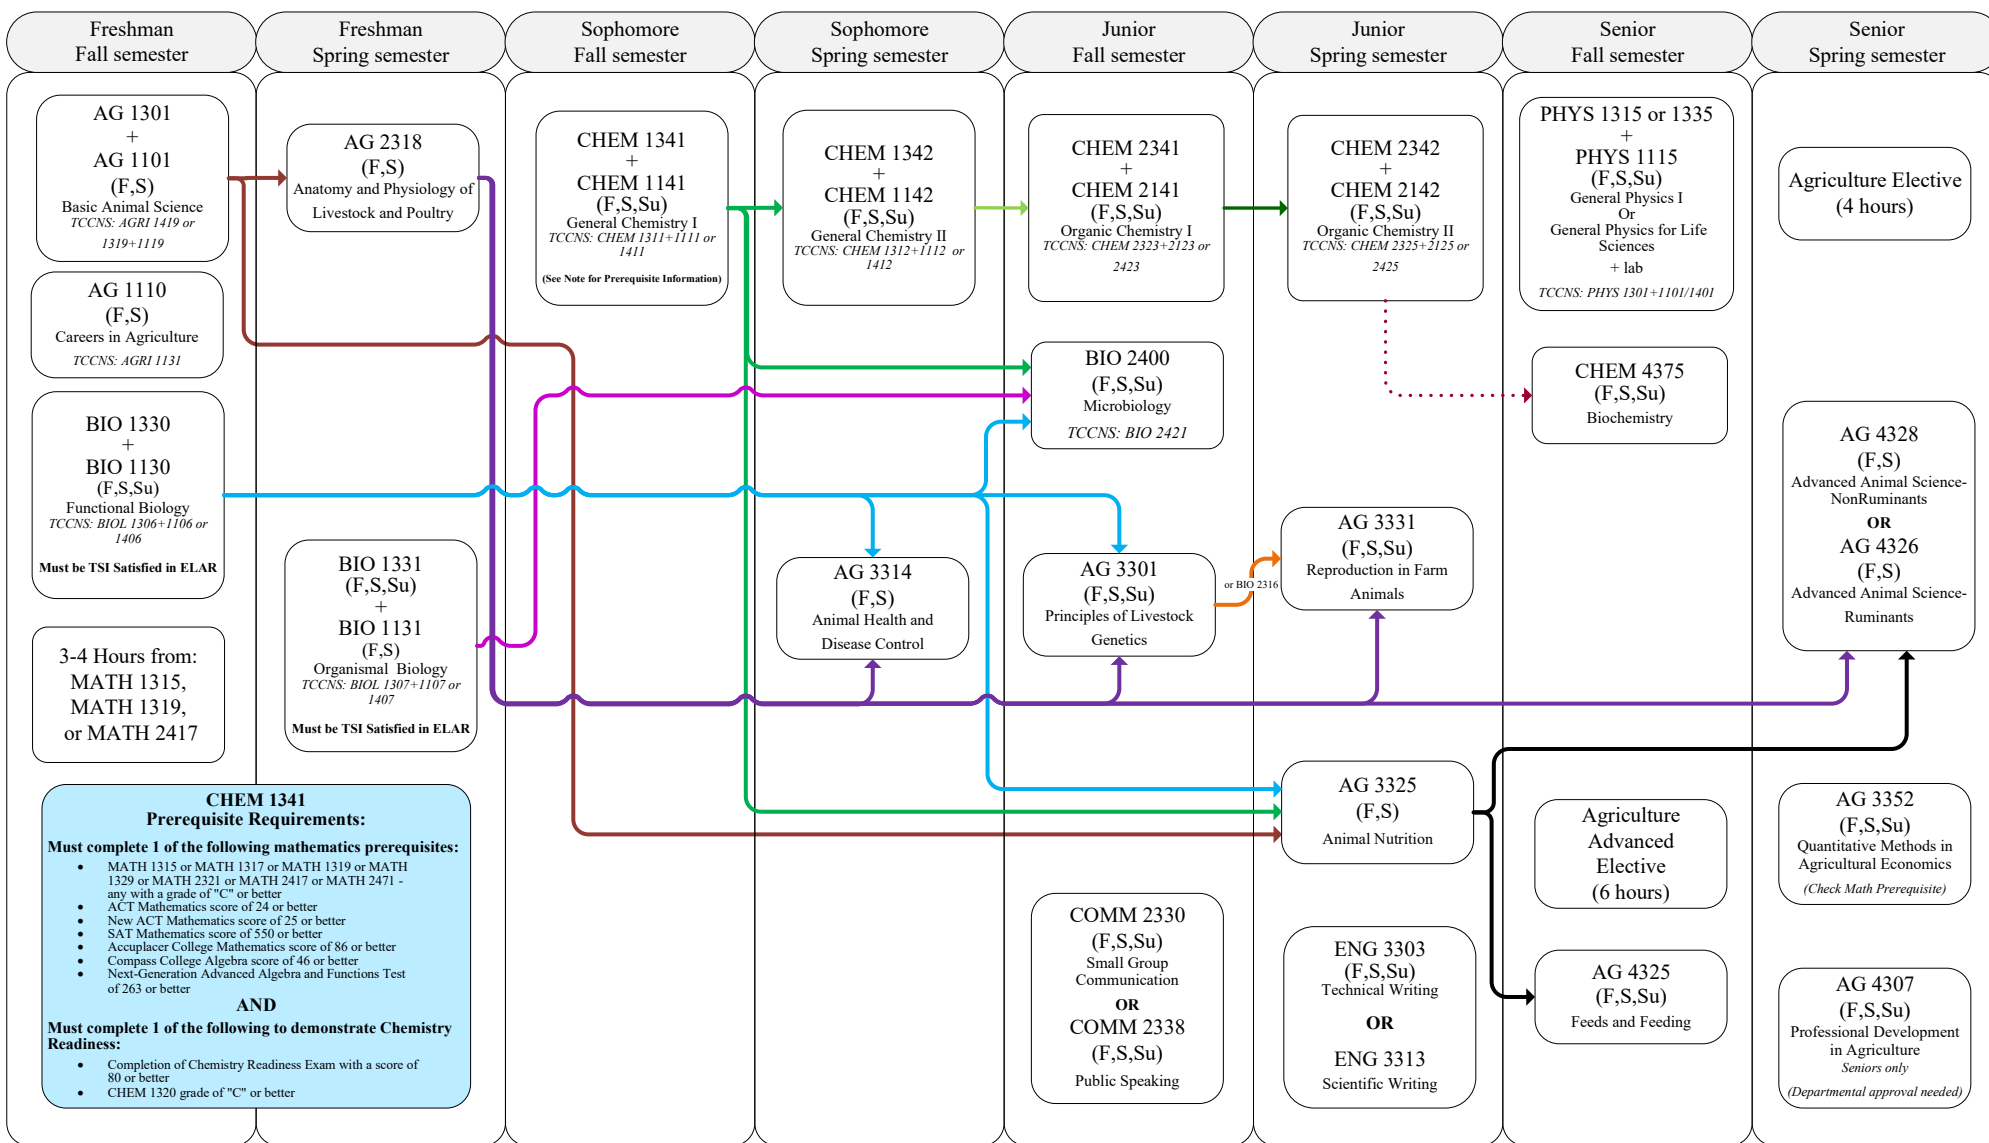 Freshman
Fall semester
Freshman
Spring semester
Sophomore
Fall semester
Sophomore
Spring semester
Junior
Fall semester
Junior
Spring semester
Senior
Fall semester
Senior
Spring semester
AG 1301
+
AG 1101
(F,S)
Basic Animal Science
TCCNS: AGRI 1419 or
1319+1119
AG 1110
(F,S)
Careers in Agriculture
TCCNS: AGRI 1131
BIO 1330
+
BIO 1130
(F,S,Su)
Functional Biology
TCCNS: BIOL 1306+1106 or
1406
Must be TSI Satisfied in ELAR
3-4 Hours from:
MATH 1315,
MATH 1319,
or MATH 2417
AG 2318
(F,S)
Anatomy and Physiology of
Livestock and Poultry
BIO 1331
(F,S,Su)
+
BIO 1131
(F,S)
Organismal Biology
TCCNS: BIOL 1307+1107 or
1407
Must be TSI Satisfied in ELAR
CHEM 1341
Prerequisite Requirements:
Must complete 1 of the following mathematics prerequisites:
• MATH 1315 or MATH 1317 or MATH 1319 or MATH
1329 or MATH 2321 or MATH 2417 or MATH 2471 -
any with a grade of "C" or better
• ACT Mathematics score of 24 or better
• New ACT Mathematics score of 25 or better
• SAT Mathematics score of 550 or better
• Accuplacer College Mathematics score of 86 or better
• Compass College Algebra score of 46 or better
• Next-Generation Advanced Algebra and Functions Test
of 263 or better
AND
Must complete 1 of the following to demonstrate Chemistry
Readiness:
• Completion of Chemistry Readiness Exam with a score of
80 or better
• CHEM 1320 grade of "C" or better
CHEM 1341
+
CHEM 1141
(F,S,Su)
General Chemistry I
TCCNS: CHEM 1311+1111 or
1411
(See Note for Prerequisite Information)
CHEM 1342
+
CHEM 1142
(F,S,Su)
General Chemistry II
TCCNS: CHEM 1312+1112 or
1412
AG 3314
(F,S)
Animal Health and
Disease Control
CHEM 2341
+
CHEM 2141
(F,S,Su)
Organic Chemistry I
TCCNS: CHEM 2323+2123 or
2423
BIO 2400
(F,S,Su)
Microbiology
TCCNS: BIO 2421
AG 3301
(F,S,Su)
Principles of Livestock
Genetics
COMM 2330
(F,S,Su)
Small Group
Communication
OR
COMM 2338
(F,S,Su)
Public Speaking
CHEM 2342
+
CHEM 2142
(F,S,Su)
Organic Chemistry II
TCCNS: CHEM 2325+2125 or
2425
or BIO 2316
AG 3331
(F,S,Su)
Reproduction in Farm
Animals
AG 3325
(F,S)
Animal Nutrition
ENG 3303
(F,S,Su)
Technical Writing
OR
ENG 3313
Scientific Writing
PHYS 1315 or 1335
+
PHYS 1115
(F,S,Su)
General Physics I
Or
General Physics for Life
Sciences
+ lab
TCCNS: PHYS 1301+1101/1401
CHEM 4375
(F,S,Su)
Biochemistry
Agriculture
Advanced
Elective
(6 hours)
AG 4325
(F,S,Su)
Feeds and Feeding
Agriculture Elective
(4 hours)
AG 4328
(F,S)
Advanced Animal Science-
NonRuminants
OR
AG 4326
(F,S)
Advanced Animal Science-
Ruminants
AG 3352
(F,S,Su)
Quantitative Methods in
Agricultural Economics
(Check Math Prerequisite)
AG 4307
(F,S,Su)
Professional Development
in Agriculture
Seniors only
(Departmental approval needed)